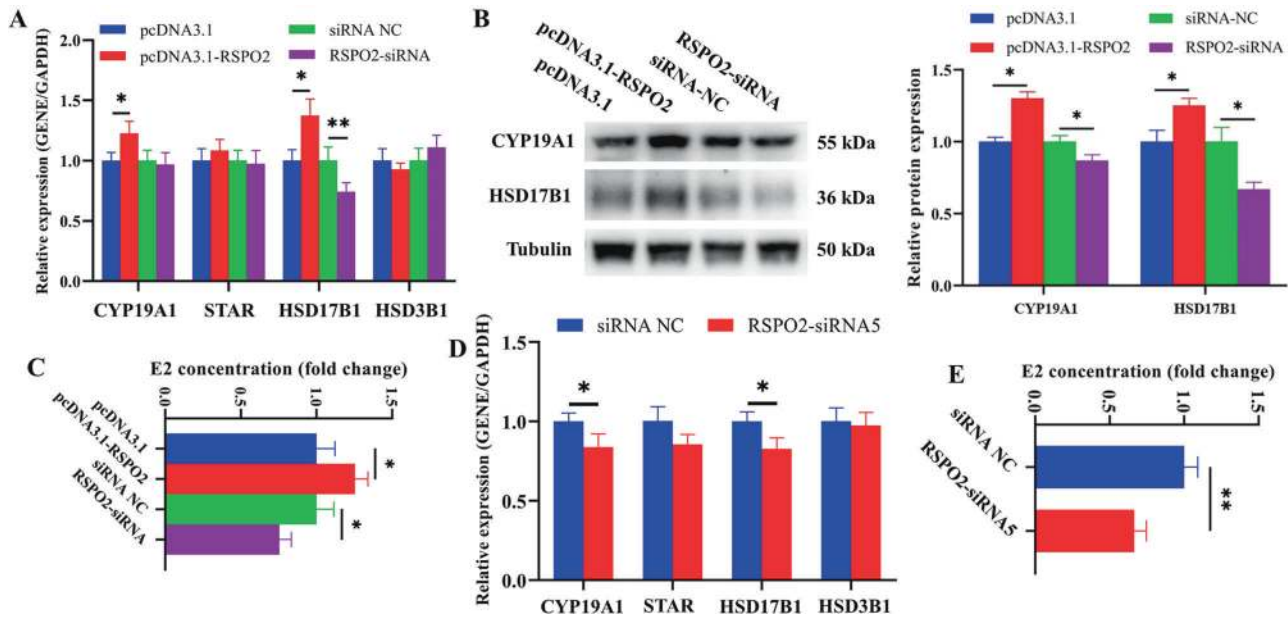 A
pcDNA3.1
siRNA NC
pcDNA3.1-RSPO2
RSPO2-siRNA
Relative expression (GENE/GAPDH)
2.0
1.5
1.0
0.5
0.0
*
*
**
CYP19A1
STAR
HSD17B1
HSD3B1
B
pcDNA3.1
pcDNA3.1-RSPO2
siRNA-NC
RSPO2-siRNA
CYP19A1
55 kDa
HSD17B1
36 kDa
Tubulin
50 kDa
pcDNA3.1
siRNA-NC
pcDNA3.1-RSPO2
RSPO2-siRNA
Relative protein expression
1.5
1.0
0.5
0.0
*
*
*
*
CYP19A1
HSD17B1
C
E2 concentration (fold change)
0.0
0.5
1.0
1.5
pcDNA3.1
pcDNA3.1-RSPO2
siRNA NC
RSPO2-siRNA
*
*
D
siRNA NC
RSPO2-siRNA5
Relative expression (GENE/GAPDH)
1.5
1.0
0.5
0.0
*
*
CYP19A1
STAR
HSD17B1
HSD3B1
E
E2 concentration (fold change)
0.0
0.5
1.0
1.5
siRNA NC
RSPO2-siRNA5
**